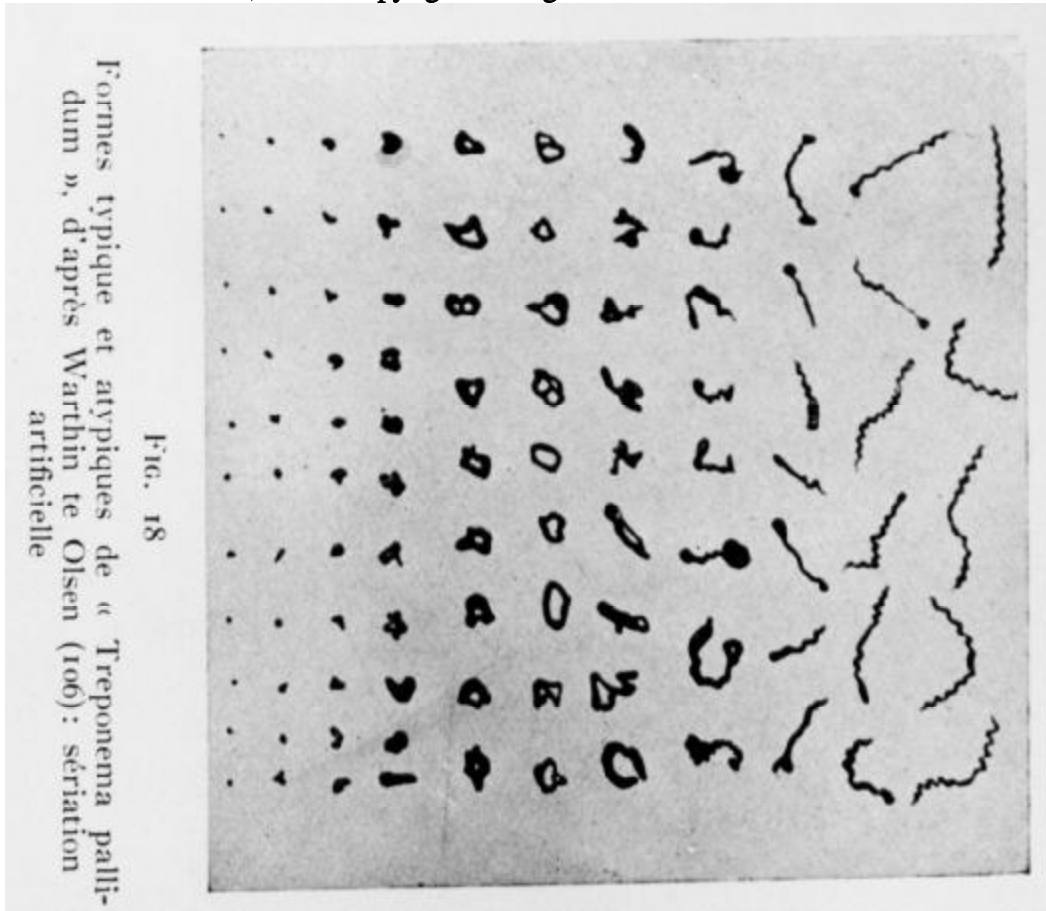 Fig. 18
Formes typique et atypiques de « Treponema palli-
dum », d'après Warthin te Olsen (106): sériation
artificielle